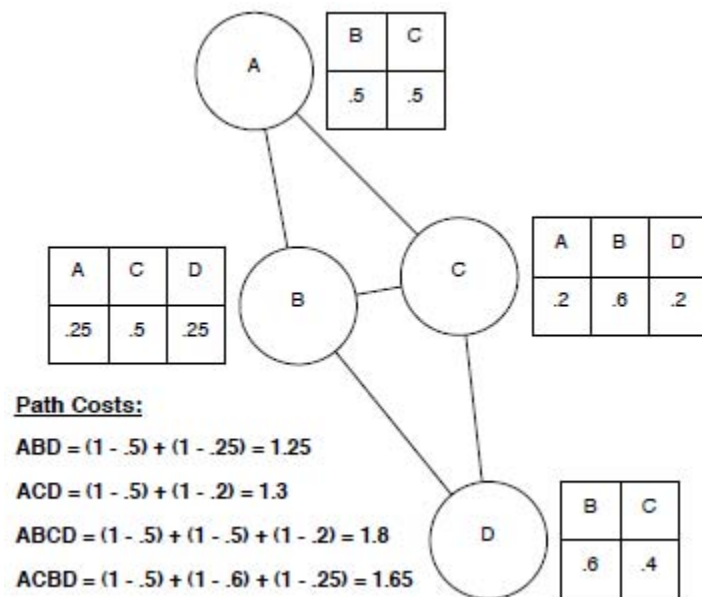 A
B C
.5 .5
A B D
.2 .6 .2
C
A C D
.25 .5 .25
B
Path Costs:
ABD = (1 - .5) + (1 - .25) = 1.25
ACD = (1 - .5) + (1 - .2) = 1.3
ABCD = (1 - .5) + (1 - .5) + (1 - .2) = 1.8
ACBD = (1 - .5) + (1 - .6) + (1 - .25) = 1.65
D
B C
.6 .4